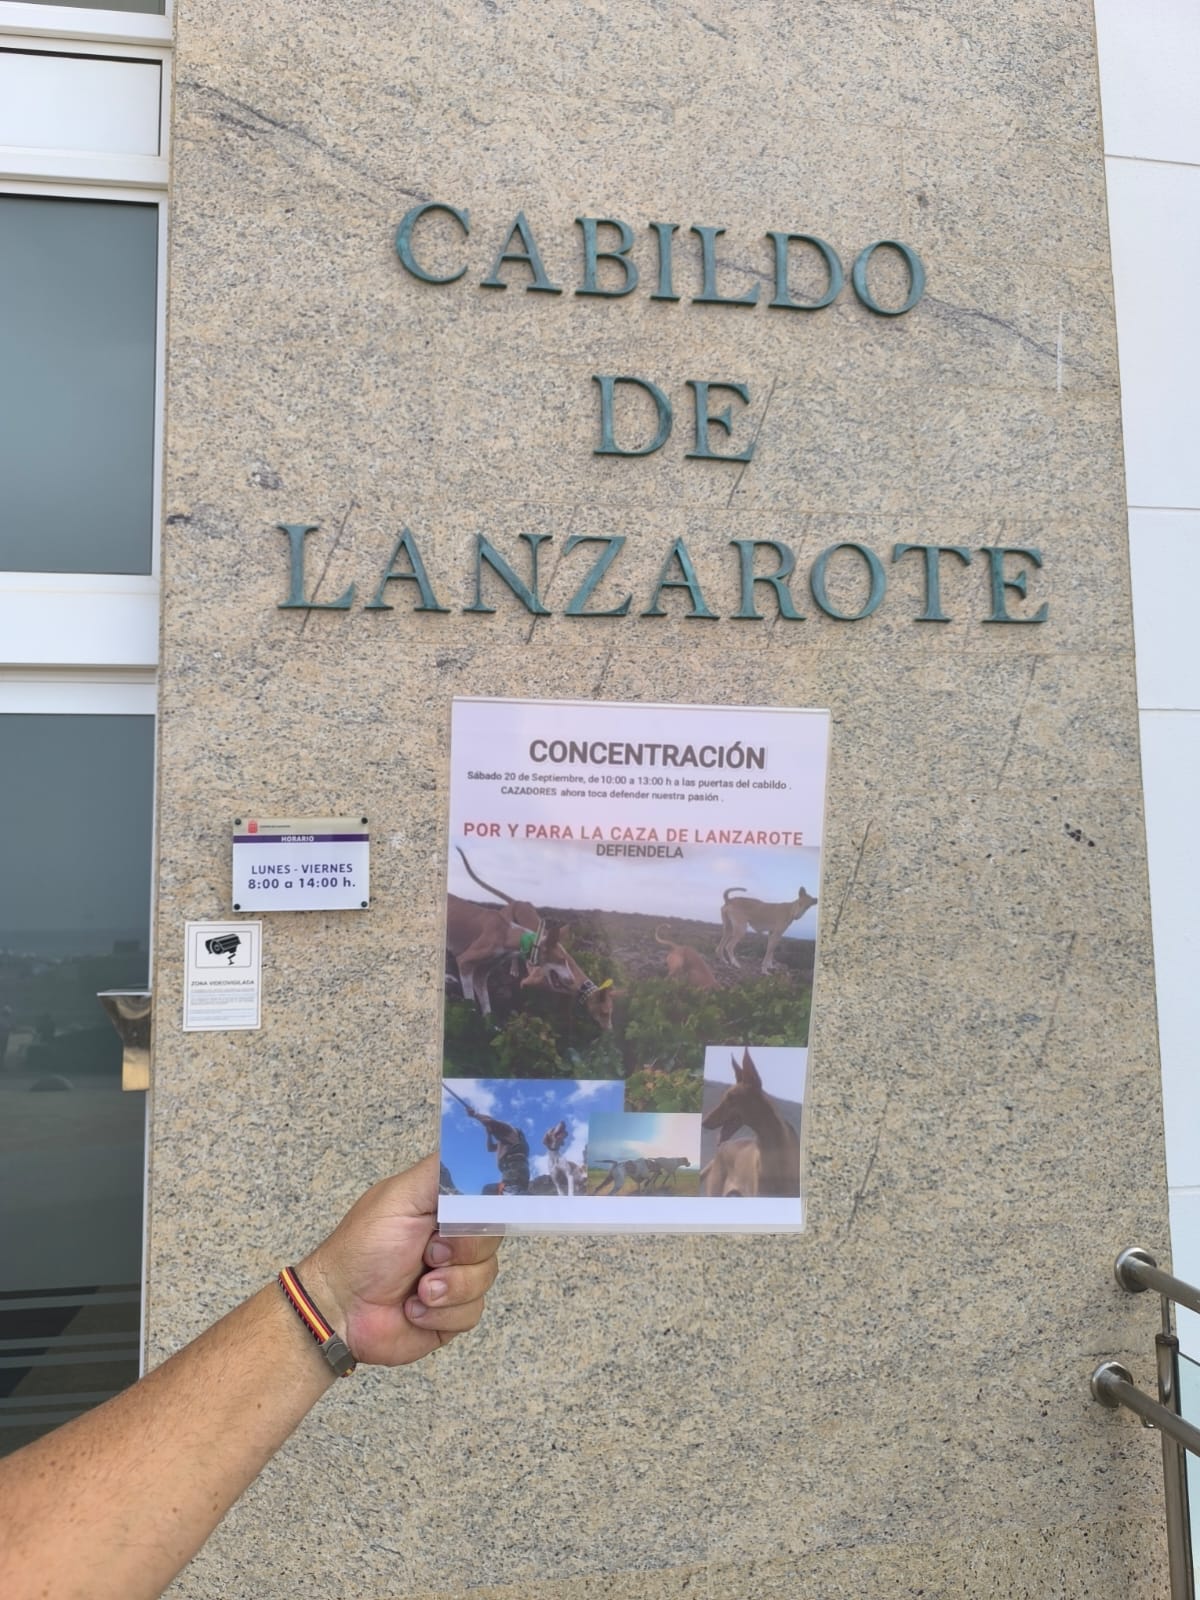 CABILDO
DE
LANZAROTE
CONCENTRACIÓN
Sábado 20 de Septiembre, de 10:00 a 13:00 h a las puertas del cabildo .
CAZADORES ahora toca defender nuestra pasión .
POR Y PARA LA CAZA DE LANZAROTE
DEFIENDELA
HORARIO
LUNES - VIERNES
8:00 a 14:00 h.
ZONA VIDEOVIGILADA